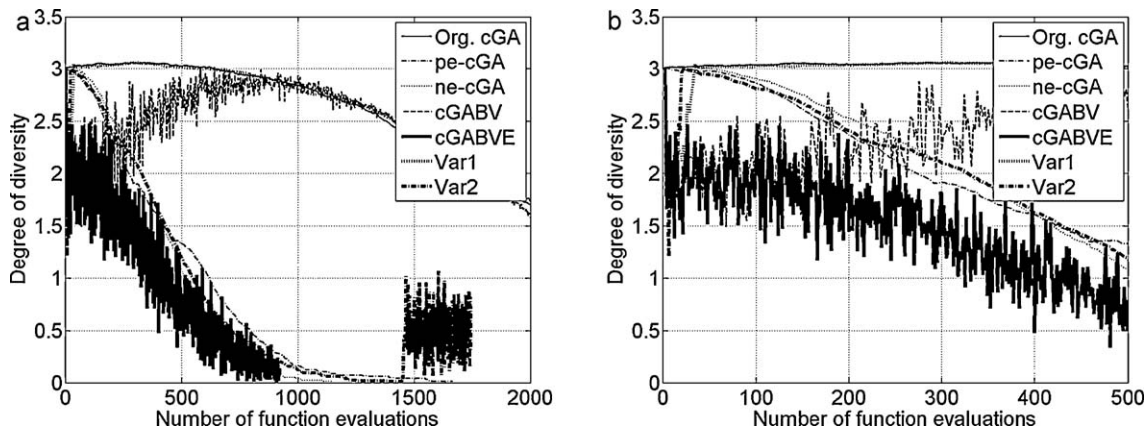 a
3.5
3
2.5
2
1.5
1
0.5
0
Degree of diversity
0 500 1000 1500 2000
Number of function evaluations
Org. cGA
pe-cGA
ne-cGA
cGABV
cGABVE
Var1
Var2
b
3.5
3
2.5
2
1.5
1
0.5
0
Degree of diversity
0 100 200 300 400 500
Number of function evaluations
Org. cGA
pe-cGA
ne-cGA
cGABV
cGABVE
Var1
Var2